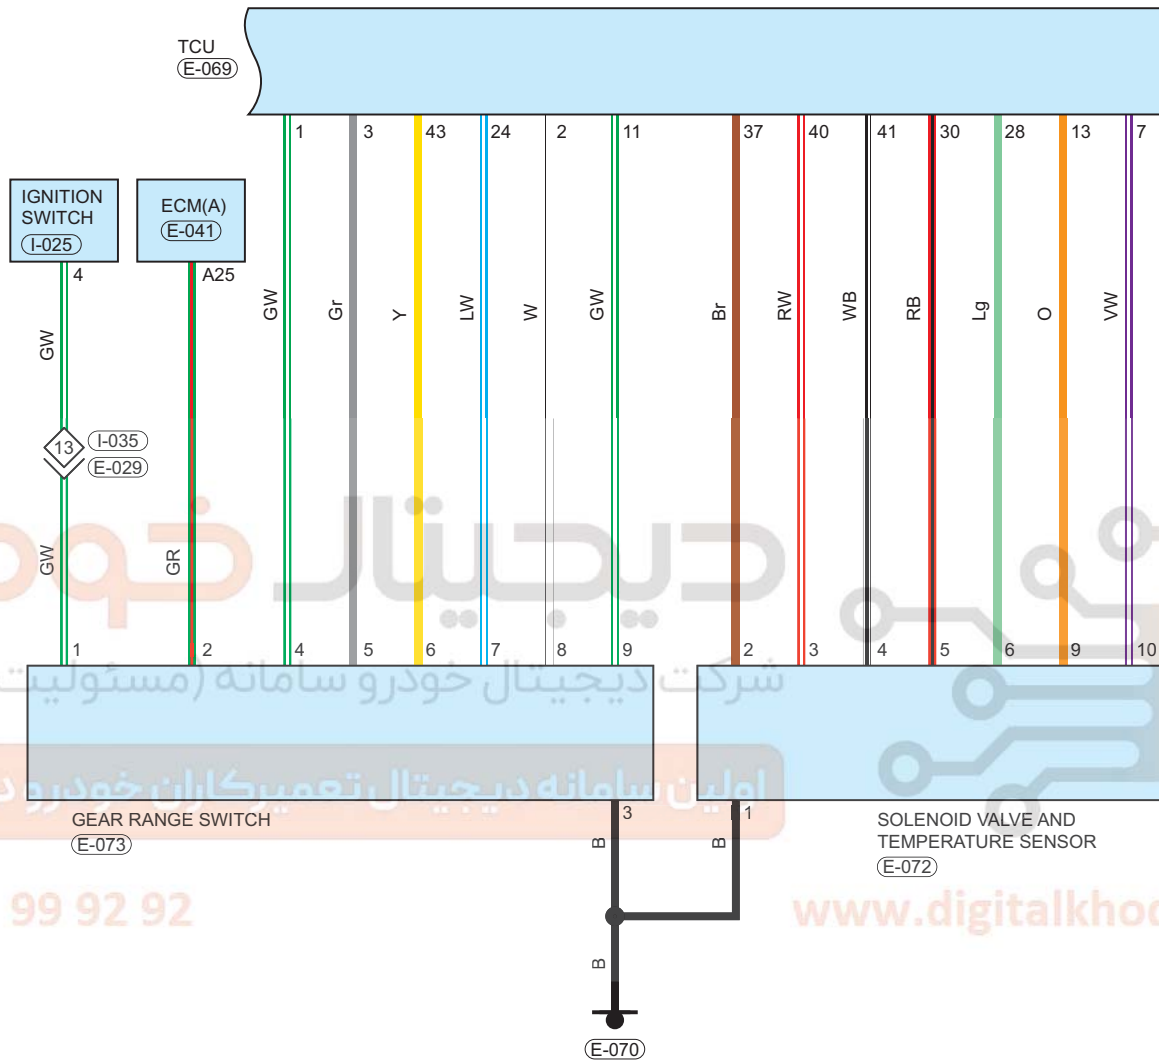 TCU
E-069
1 3 43 24 2 11 37 40 41 30 28 13 7
IGNITION
SWITCH
I-025
ECM(A)
E-041
4 A25
GW GW Gr Y LW W GW Br RW WB RB Lg O VW
13
I-035
E-029
دیجیتال خودر
GW GR
1 2 4 5 6 7 8 9 2 3 4 5 6 9 10
شرکت دیجیتال خودرو سامانه (مسئولیت
اولین سامانه دیجیتال تعمیرکاران خودرو د
GEAR RANGE SWITCH
E-073
3 1
B B
SOLENOID VALVE AND
TEMPERATURE SENSOR
E-072
99 92 92
www.digitalkhod
B
E-070